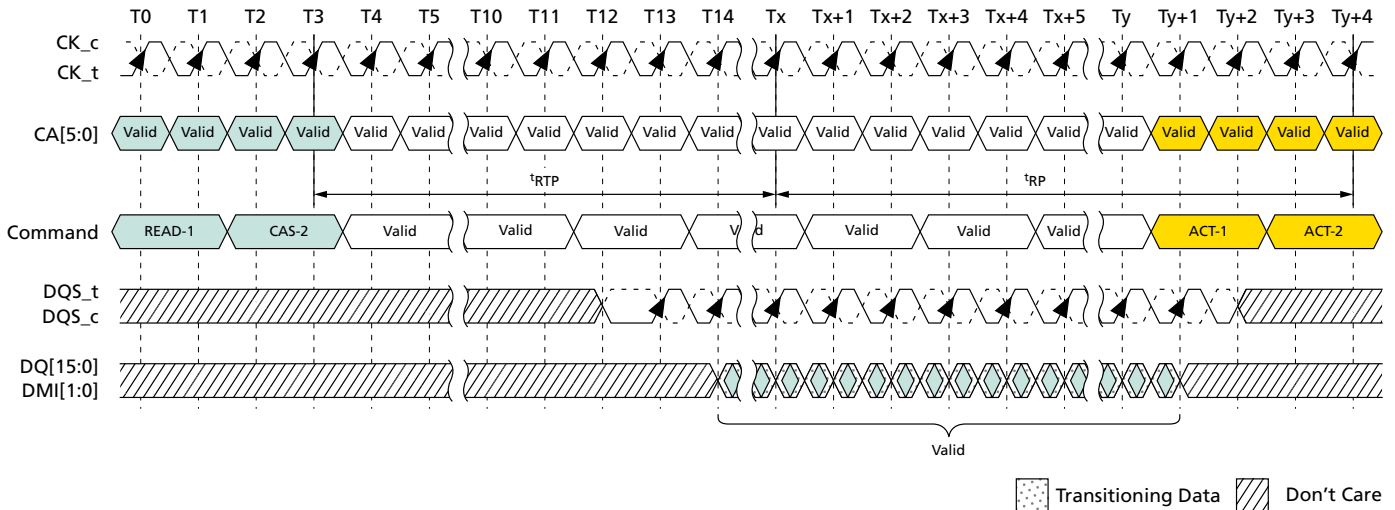 T0 T1 T2 T3 T4 T5 T10 T11 T12 T13 T14 Tx Tx+1 Tx+2 Tx+3 Tx+4 Tx+5 Ty Ty+1 Ty+2 Ty+3 Ty+4
CK_c
CK_t
CA[5:0] Valid Valid Valid Valid Valid Valid Valid Valid Valid Valid Valid Valid Valid Valid Valid Valid Valid Valid Valid Valid Valid Valid
tRTP tRP
Command READ-1 CAS-2 Valid Valid Valid Valid Valid Valid Valid ACT-1 ACT-2
DQS_t
DQS_c
DQ[15:0]
DMI[1:0]
Valid
Transitioning Data Don't Care